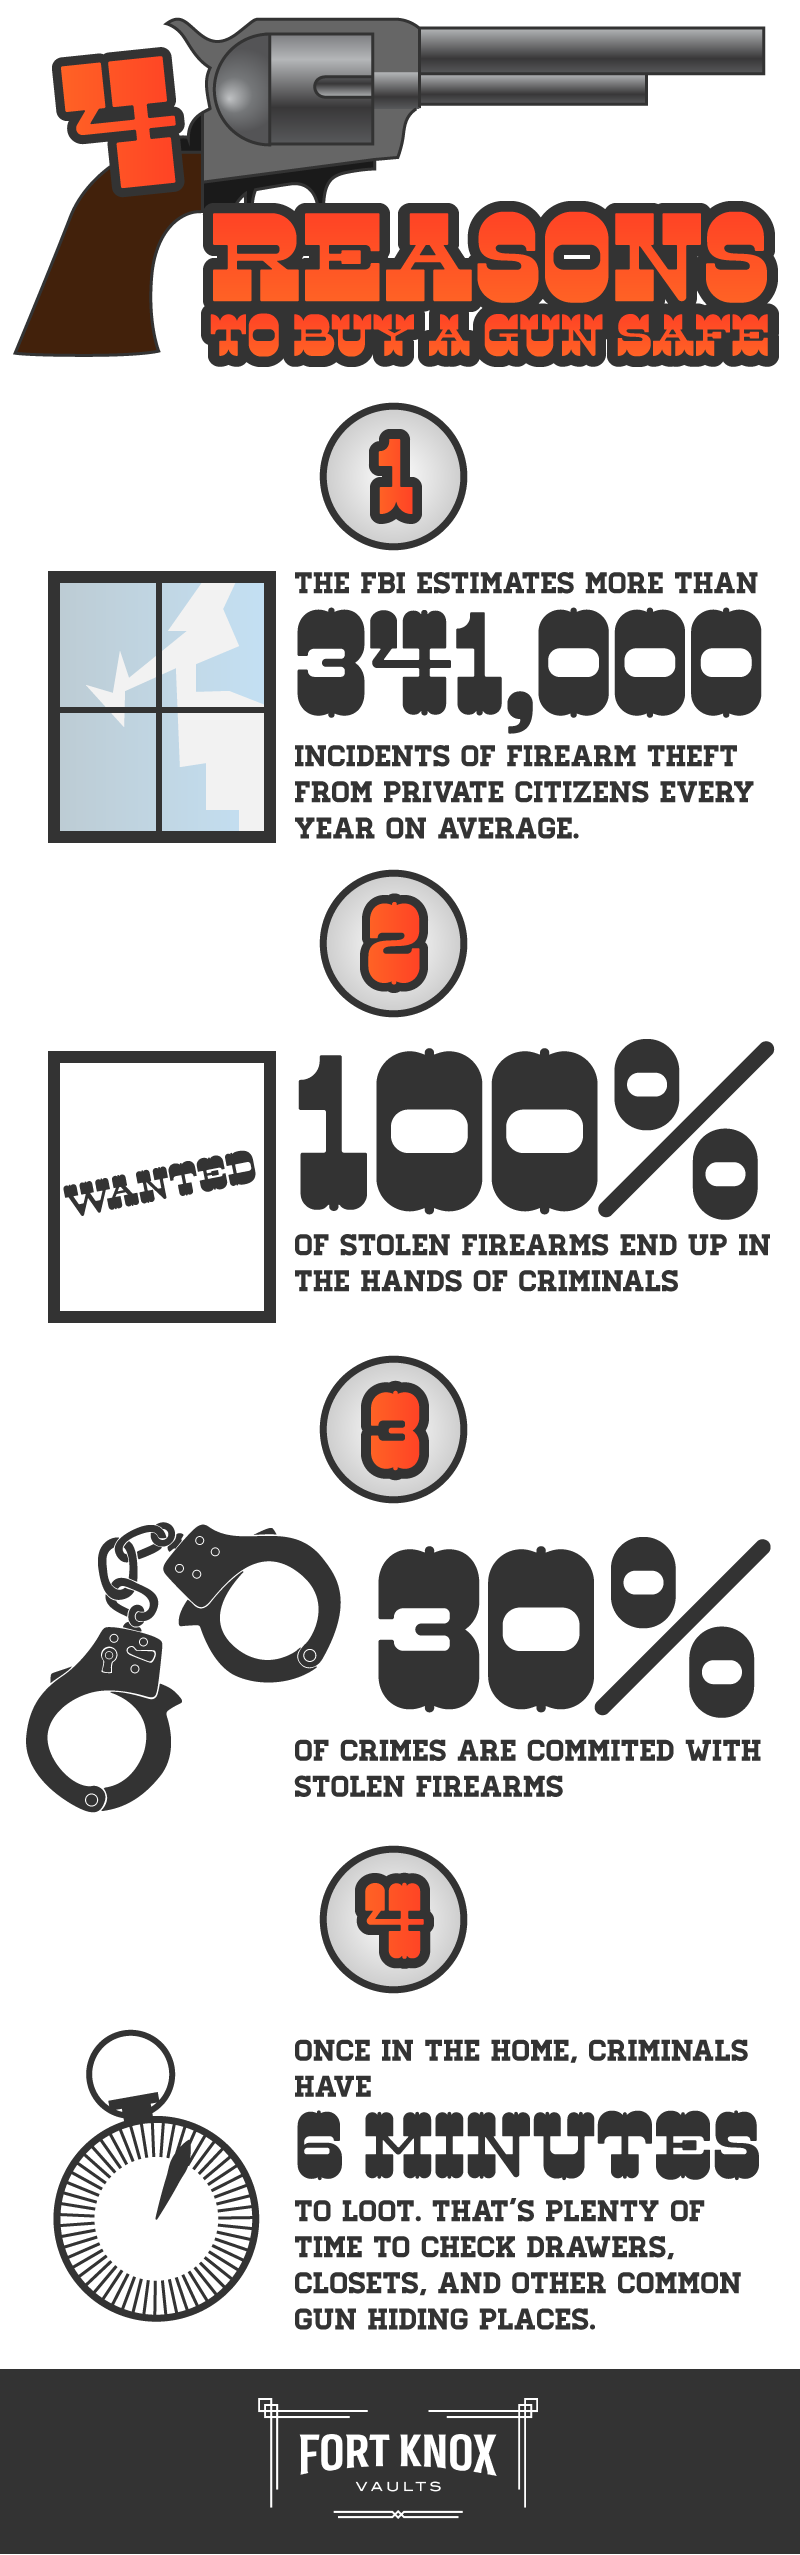 4
REASONS
TO BUY A GUN SAFE
1
THE FBI ESTIMATES MORE THAN
341,000
INCIDENTS OF FIREARM THEFT
FROM PRIVATE CITIZENS EVERY
YEAR ON AVERAGE.
2
WANTED
100%
OF STOLEN FIREARMS END UP IN
THE HANDS OF CRIMINALS
3
30%
OF CRIMES ARE COMMITED WITH
STOLEN FIREARMS
4
ONCE IN THE HOME, CRIMINALS
HAVE
6 MINUTES
TO LOOT. THAT'S PLENTY OF
TIME TO CHECK DRAWERS,
CLOSETS, AND OTHER COMMON
GUN HIDING PLACES.
FORT KNOX
VAULTS